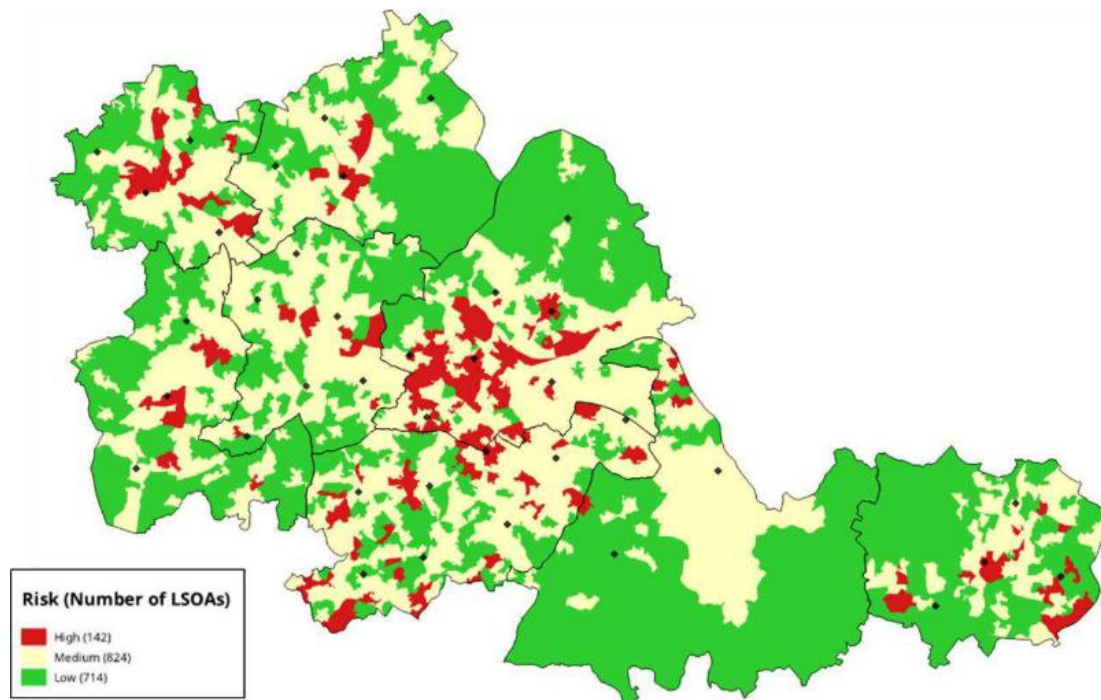 Risk (Number of LSOAs)
High (142)
Medium (824)
Low (714)